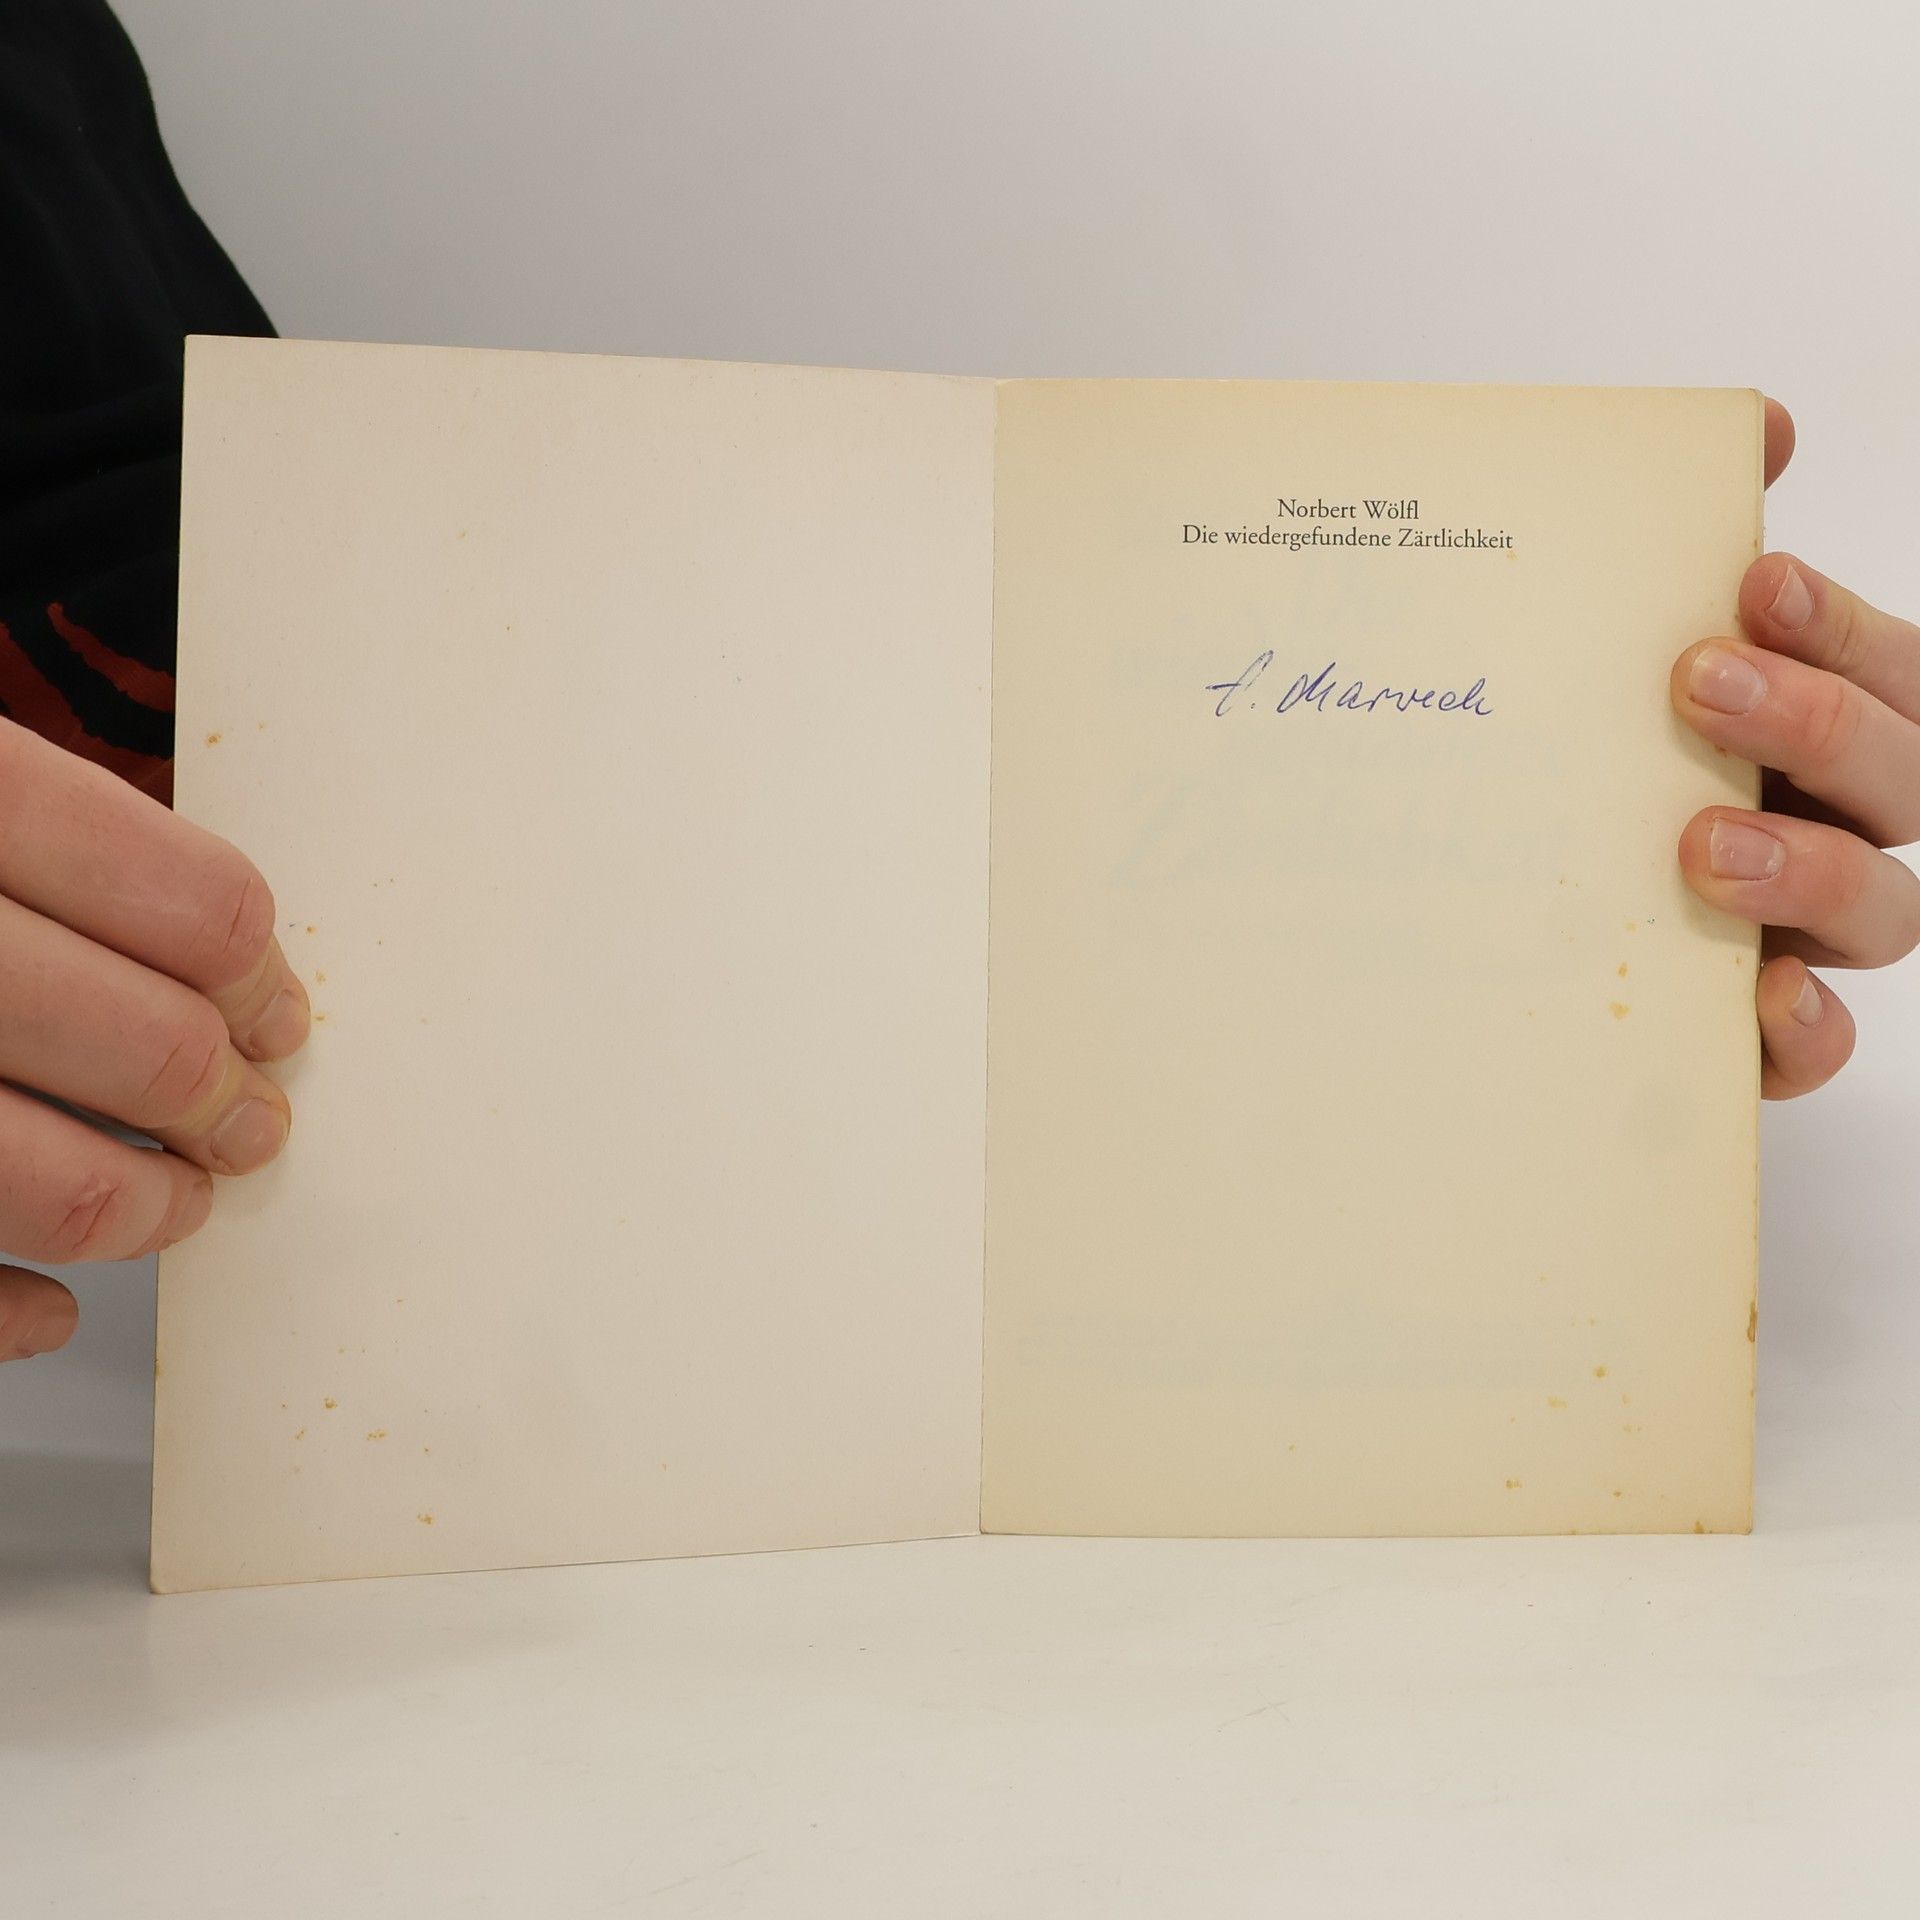 Norbert Wölfl
Die wiedergefundene Zärtlichkeit